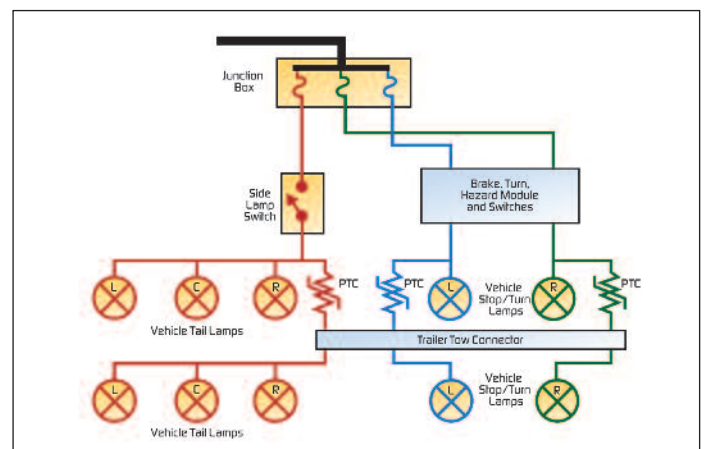 Junction
Box
Brake, Turn,
Hazard Module
and Switches
Side
Lamp
Switch
L
C
R
PTC
PTC
L
Vehicle
Stop/Turn
Lamps
R
PTC
Vehicle Tail Lamps
Trailer Tow Connector
L
C
R
L
Vehicle
Stop/Turn
Lamps
R
Vehicle Tail Lamps